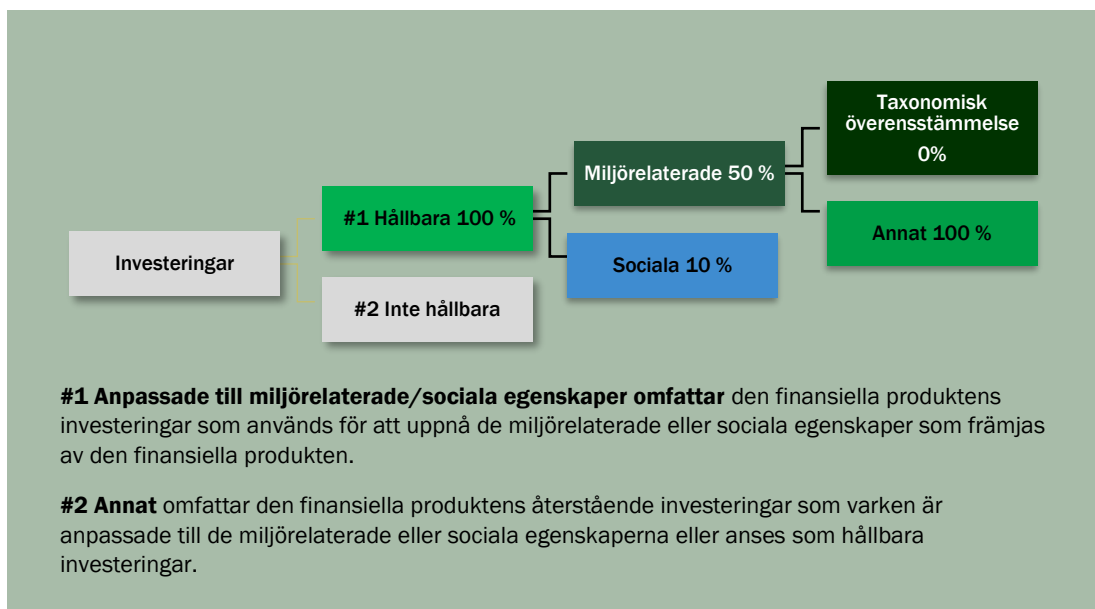 Investeringar
#1 Hållbara 100 %
#2 Inte hållbara
Miljörelaterade 50 %
Sociala 10 %
Taxonomisk
överensstämmelse
0%
Annat 100 %
#1 Anpassade till miljörelaterade/sociala egenskaper omfattar den finansiella produktens
investeringar som används för att uppnå de miljörelaterade eller sociala egenskaper som främjas
av den finansiella produkten.
#2 Annat omfattar den finansiella produktens återstående investeringar som varken är
anpassade till de miljörelaterade eller sociala egenskaperna eller anses som hållbara
investeringar.